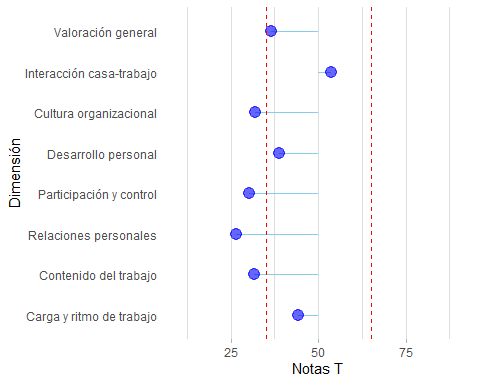 Valoración general
Interacción casa-trabajo
Cultura organizacional
Desarrollo personal
Participación y control
Relaciones personales
Contenido del trabajo
Carga y ritmo de trabajo
Dimensión
25 50 75
Notas T